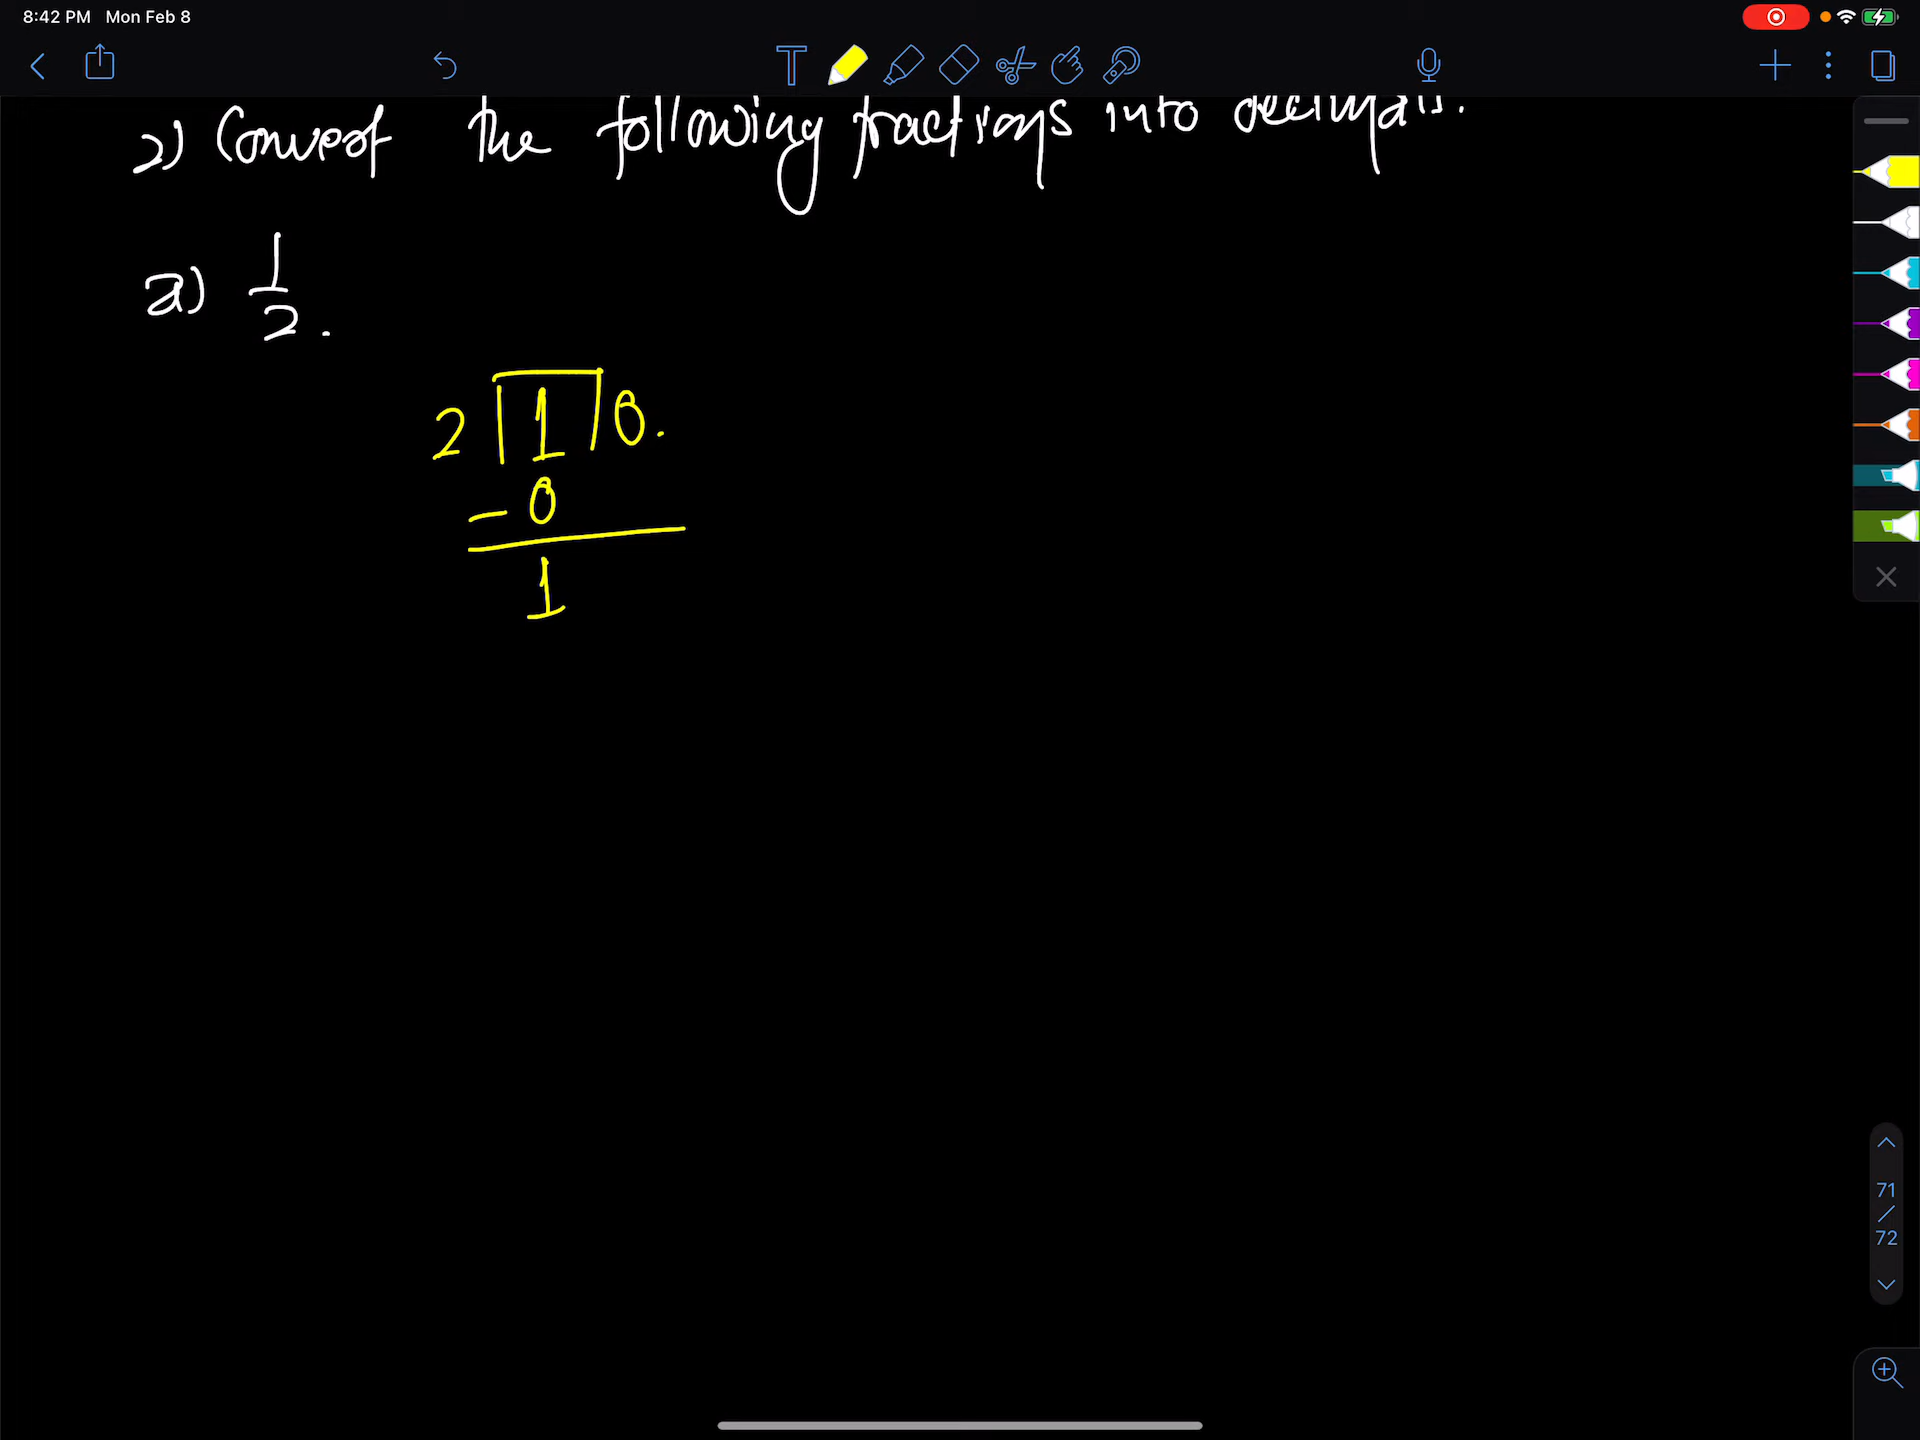 8:42 PM Mon Feb 8
2) Convert the following fractions into decimals.
a) 1
2.
2 1 0.
- 0
1
71
/
72